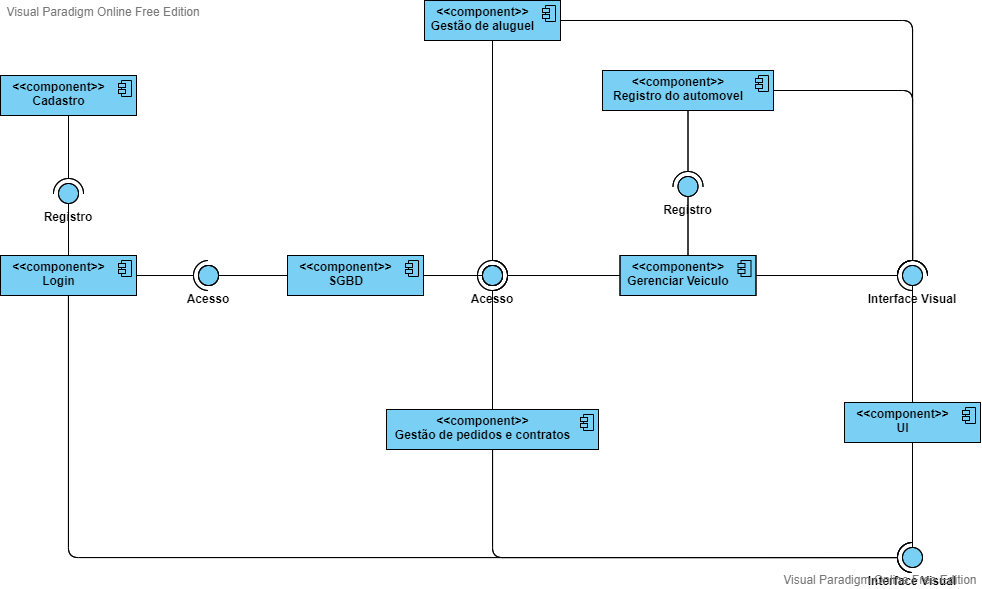 Visual Paradigm Online Free Edition
<<component>>
Gestão de aluguel
<<component>>
Cadastro
<<component>>
Registro do automovel
Registro
Registro
<<component>>
Login
<<component>>
SGBD
<<component>>
Gerenciar Veiculo
Acesso
Acesso
Interface Visual
<<component>>
Gestão de pedidos e contratos
<<component>>
UI
Visual Paradigm Online Free Edition
Interface Visual